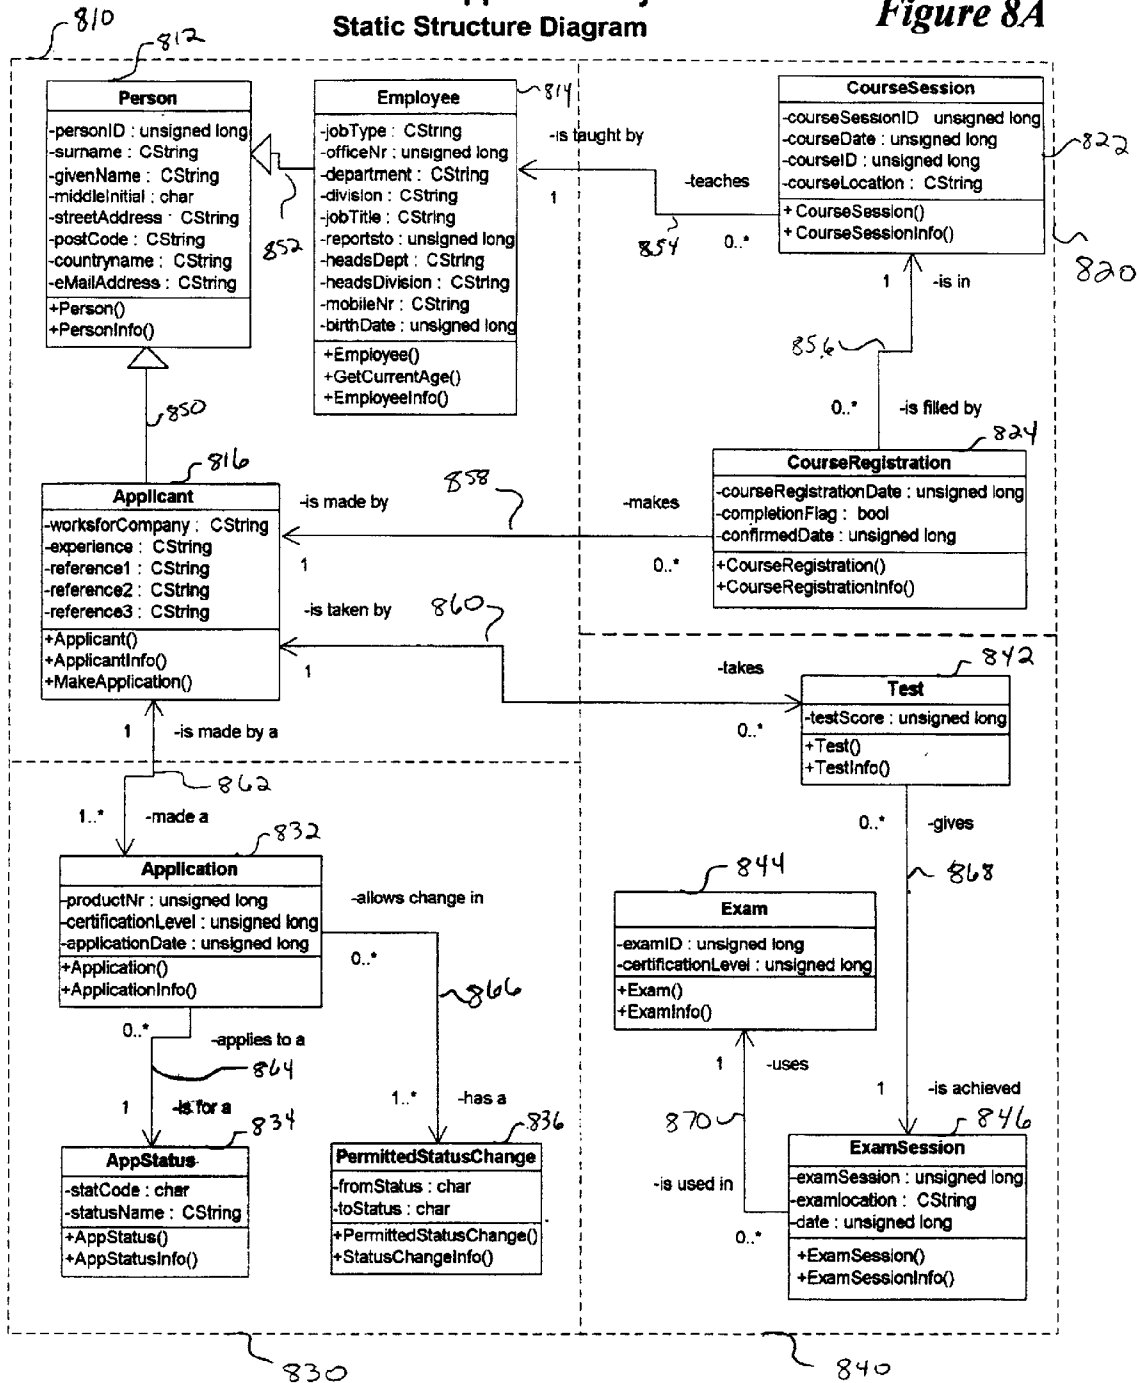 Figure 8A
Static Structure Diagram
810
812
Person
-personID : unsigned long
-surname : CString
-givenName : CString
-middleInitial : char
-streetAddress : CString
-postCode : CString
-countryname : CString
-eMailAddress : CString
+Person()
+PersonInfo()
852
850
814
Employee
-jobType : CString
-officeNr : unsigned long
-department : CString
-division : CString
-jobTitle : CString
-reportsto : unsigned long
-headsDept : CString
-headsDivision : CString
-mobileNr : CString
-birthDate : unsigned long
+Employee()
+GetCurrentAge()
+EmployeeInfo()
-is taught by
1
-teaches
854
0..*
CourseSession
-courseSessionID unsigned long
-courseDate : unsigned long
-courseID : unsigned long
-courseLocation : CString
+CourseSession()
+CourseSessionInfo()
822
820
1
-is in
856
0..*
-is filled by
824
CourseRegistration
-courseRegistrationDate : unsigned long
-completionFlag : bool
-confirmedDate : unsigned long
+CourseRegistration()
+CourseRegistrationInfo()
816
Applicant
-worksforCompany : CString
-experience : CString
-reference1 : CString
-reference2 : CString
-reference3 : CString
+Applicant()
+ApplicantInfo()
+MakeApplication()
-is made by
858
-makes
1
0..*
-is taken by
860
1
-takes
0..*
842
Test
-testScore : unsigned long
+Test()
+TestInfo()
1
-is made by a
862
1..*
-made a
832
Application
-productNr : unsigned long
-certificationLevel : unsigned long
-applicationDate : unsigned long
+Application()
+ApplicationInfo()
-allows change in
0..*
866
0..*
-applies to a
864
1
-is for a
834
1..*
-has a
836
AppStatus
-statCode : char
-statusName : CString
+AppStatus()
+AppStatusInfo()
PermittedStatusChange
-fromStatus : char
-toStatus : char
+PermittedStatusChange()
+StatusChangeInfo()
0..*
-gives
868
844
Exam
-examID : unsigned long
-certificationLevel : unsigned long
+Exam()
+ExamInfo()
1
-uses
870
-is used in
0..*
1
-is achieved
846
ExamSession
-examSession : unsigned long
-examlocation : CString
-date : unsigned long
+ExamSession()
+ExamSessionInfo()
830
840